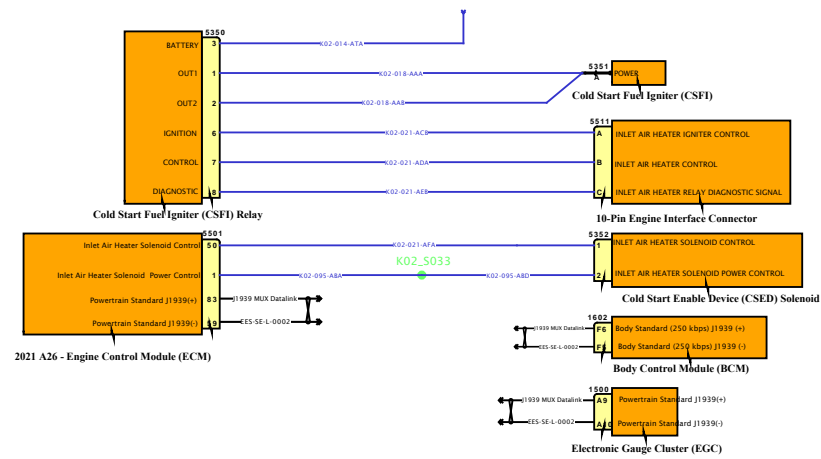 5350
BATTERY 3 K02-014-ATA
OUT1 1 K02-018-AAA 5351 A POWER
Cold Start Fuel Igniter (CSFI)
OUT2 2 K02-018-AAB
5511
IGNITION 6 K02-021-ACB A INLET AIR HEATER IGNITER CONTROL
CONTROL 7 K02-021-ADA B INLET AIR HEATER CONTROL
DIAGNOSTIC 8 K02-021-AEB C INLET AIR HEATER RELAY DIAGNOSTIC SIGNAL
Cold Start Fuel Igniter (CSFI) Relay
10-Pin Engine Interface Connector
5501 5352
Inlet Air Heater Solenoid Control 50 K02-021-AFA 1 INLET AIR HEATER SOLENOID CONTROL
K02_S033
Inlet Air Heater Solenoid Power Control 1 K02-095-ABA K02-095-ABD 2 INLET AIR HEATER SOLENOID POWER CONTROL
Powertrain Standard J1939(+) 83 J1939 MUX Datalink
Cold Start Enable Device (CSED) Solenoid
Powertrain Standard J1939(-) 59 EES-SE-L-0002
2021 A26 - Engine Control Module (ECM)
1602
J1939 MUX Datalink F6 Body Standard (250 kbps) J1939 (+)
EES-SE-L-0002 Body Standard (250 kbps) J1939 (-)
Body Control Module (BCM)
1500
J1939 MUX Datalink A9 Powertrain Standard J1939(+)
EES-SE-L-0002 A10 Powertrain Standard J1939(-)
Electronic Gauge Cluster (EGC)